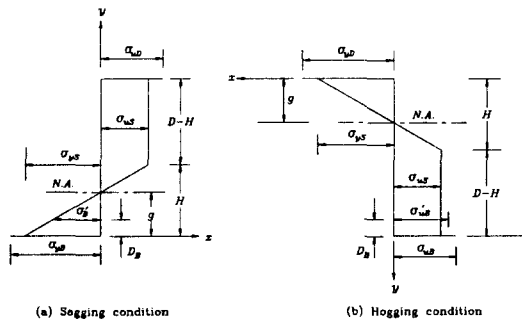 y
σuD
σuS
D-H
σyS
N.A.
σ'B
g
H
x
DB
σyB
(a) Sagging condition
σyD
x
g
N.A.
H
σyS
σuS
D-H
σ'uB
DB
σuB
y
(b) Hogging condition